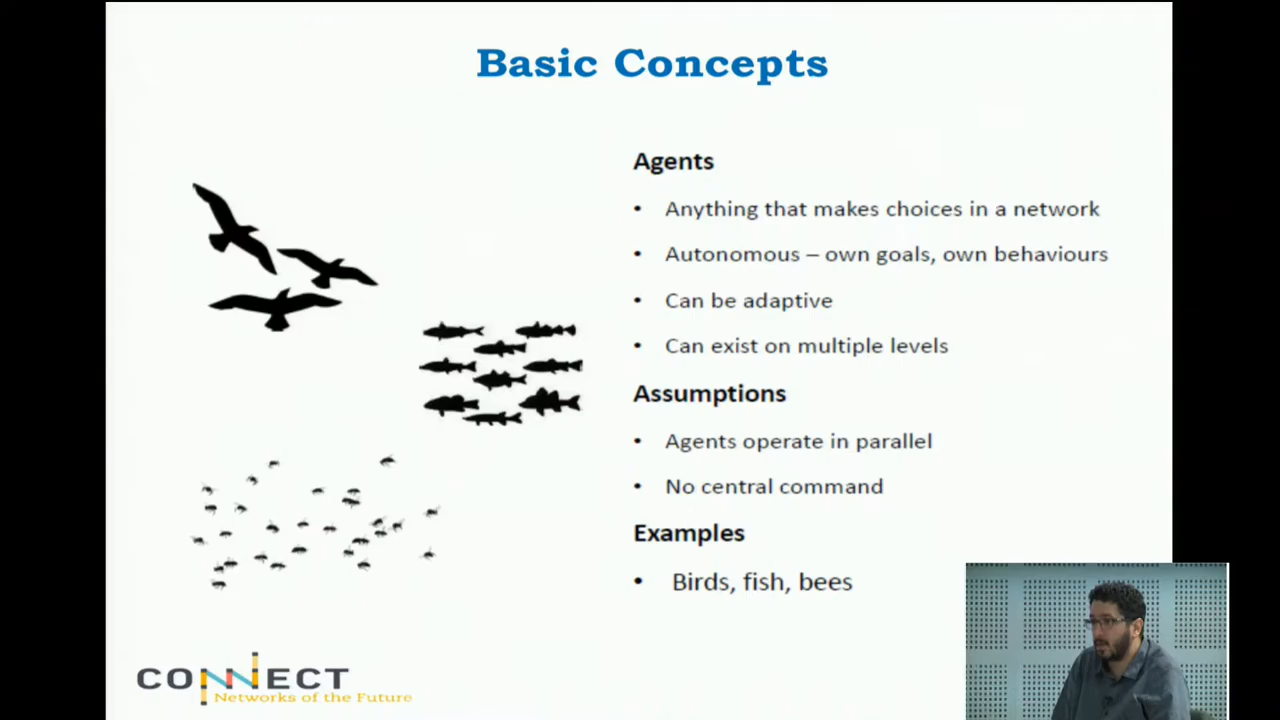 Basic Concepts
Agents
• Anything that makes choices in a network
• Autonomous – own goals, own behaviours
• Can be adaptive
• Can exist on multiple levels
Assumptions
• Agents operate in parallel
• No central command
Examples
• Birds, fish, bees
CONNECT
Networks of the Future